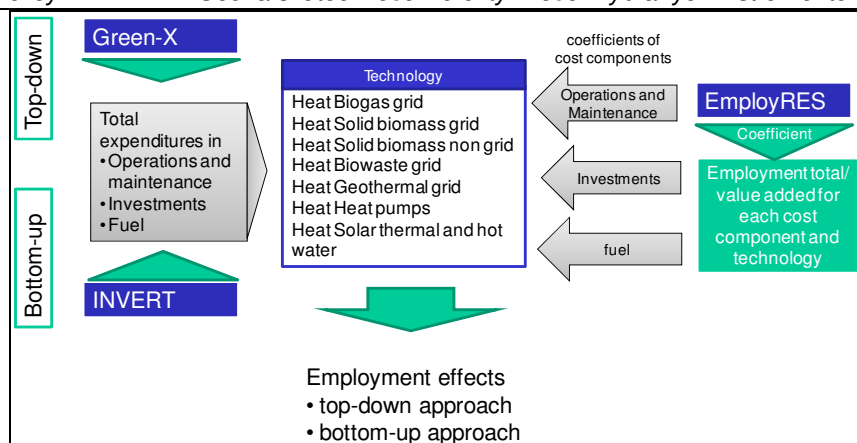 Top-down
Green-X
Total
expenditures in
• Operations and
maintenance
• Investments
• Fuel
Bottom-up
INVERT
Technology
Heat Biogas grid
Heat Solid biomass grid
Heat Solid biomass non grid
Heat Biowaste grid
Heat Geothermal grid
Heat Heat pumps
Heat Solar thermal and hot
water
coefficients of
cost components
Operations and
Maintenance
Investments
fuel
EmployRES
Coefficient
Employment total/
value added for
each cost
component and
technology
Employment effects
• top-down approach
• bottom-up approach